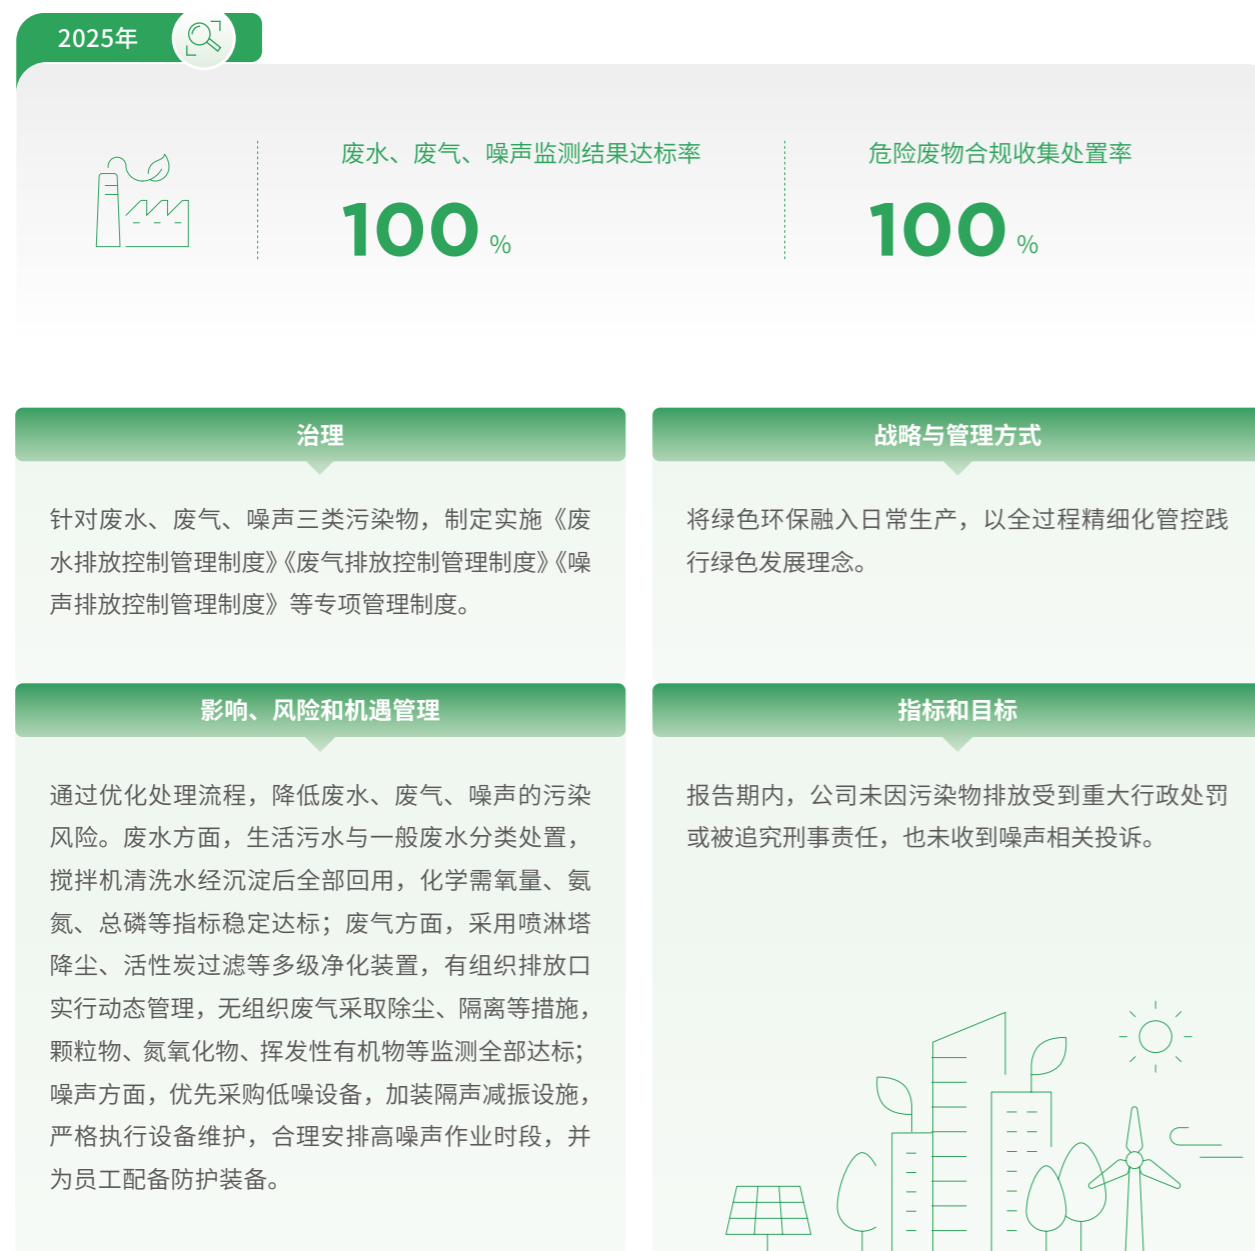 2025年
废水、废气、噪声监测结果达标率
100 %
危险废物合规收集处置率
100 %
治理
针对废水、废气、噪声三类污染物，制定实施《废
水排放控制管理制度》《废气排放控制管理制度》《噪
声排放控制管理制度》等专项管理制度。
战略与管理方式
将绿色环保融入日常生产，以全过程精细化管控践
行绿色发展理念。
影响、风险和机遇管理
通过优化处理流程，降低废水、废气、噪声的污染
风险。废水方面，生活污水与一般废水分类处置，
搅拌机清洗水经沉淀后全部回用，化学需氧量、氨
氮、总磷等指标稳定达标；废气方面，采用喷淋塔
降尘、活性炭过滤等多级净化装置，有组织排放口
实行动态管理，无组织废气采取除尘、隔离等措施，
颗粒物、氮氧化物、挥发性有机物等监测全部达标；
噪声方面，优先采购低噪设备，加装隔声减振设施，
严格执行设备维护，合理安排高噪声作业时段，并
为员工配备防护装备。
指标和目标
报告期内，公司未因污染物排放受到重大行政处罚
或被追究刑事责任，也未收到噪声相关投诉。